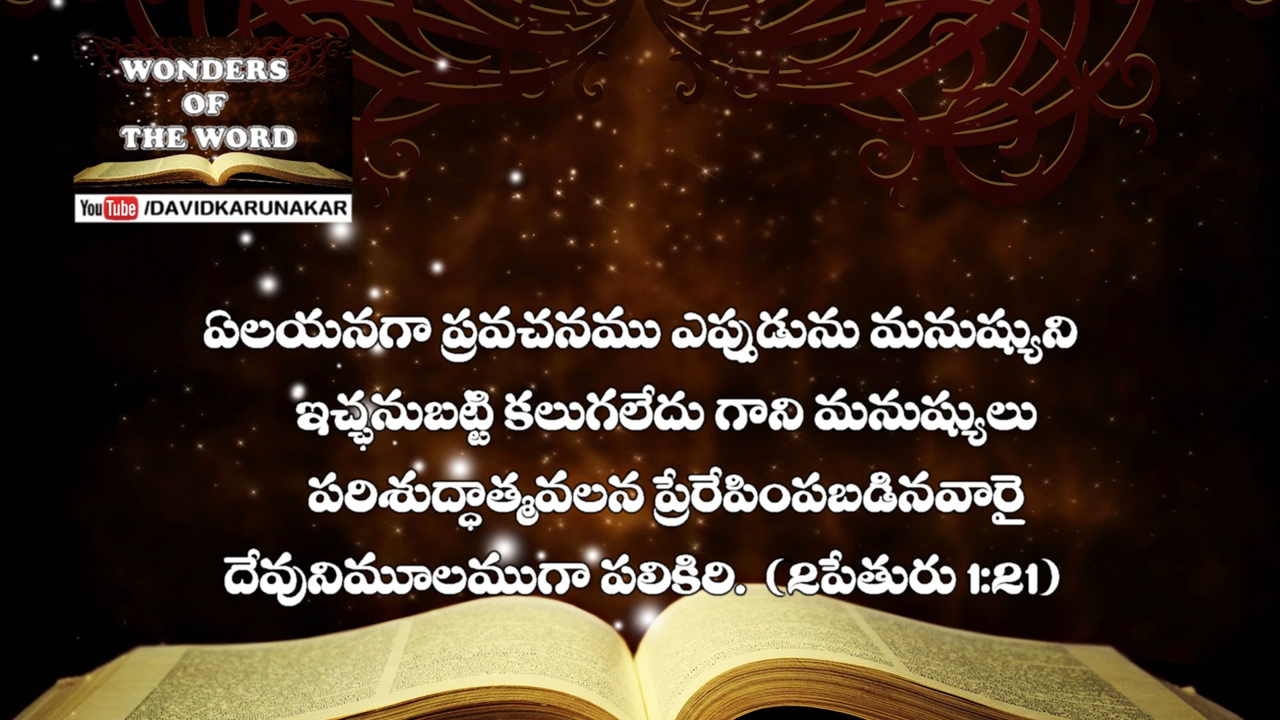 WONDERS
OF
THE WORD
YouTube /DAVIDKARUNAKAR
ఏలయనగా ప్రవచనము ఎప్పుడును మనుష్యుని
ఇచ్ఛనుబట్టి కలుగలేదు గాని మనుష్యులు
పరిశుద్ధాత్మవలన ప్రేరేపింపబడినవారై
దేవునిమూలముగా పలికిరి. (2పేతురు 1:21)